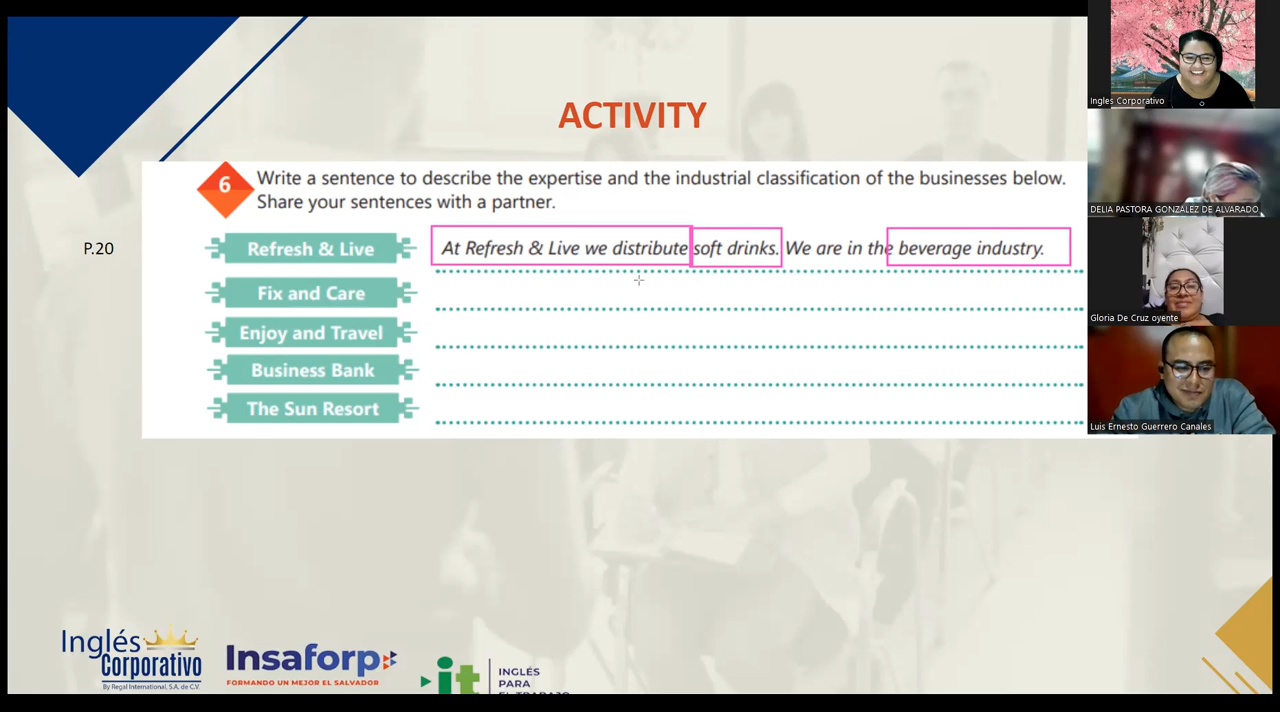 ACTIVITY
6
Write a sentence to describe the expertise and the industrial classification of the businesses below.
Share your sentences with a partner.
P.20
Refresh & Live
At Refresh & Live we distribute soft drinks. We are in the beverage industry.
Fix and Care
Enjoy and Travel
Business Bank
The Sun Resort
Ingles Corporativo
DELIA PASTORA GONZÁLEZ DE ALVARADO
Gloria De Cruz oyente
Luis Ernesto Guerrero Canales
Inglés
Corporativo
By Regal International, S.A. de C.V.
Insaforp
FORMANDO UN MEJOR EL SALVADOR
it
INGLÉS
PARA
EL TRABAJO